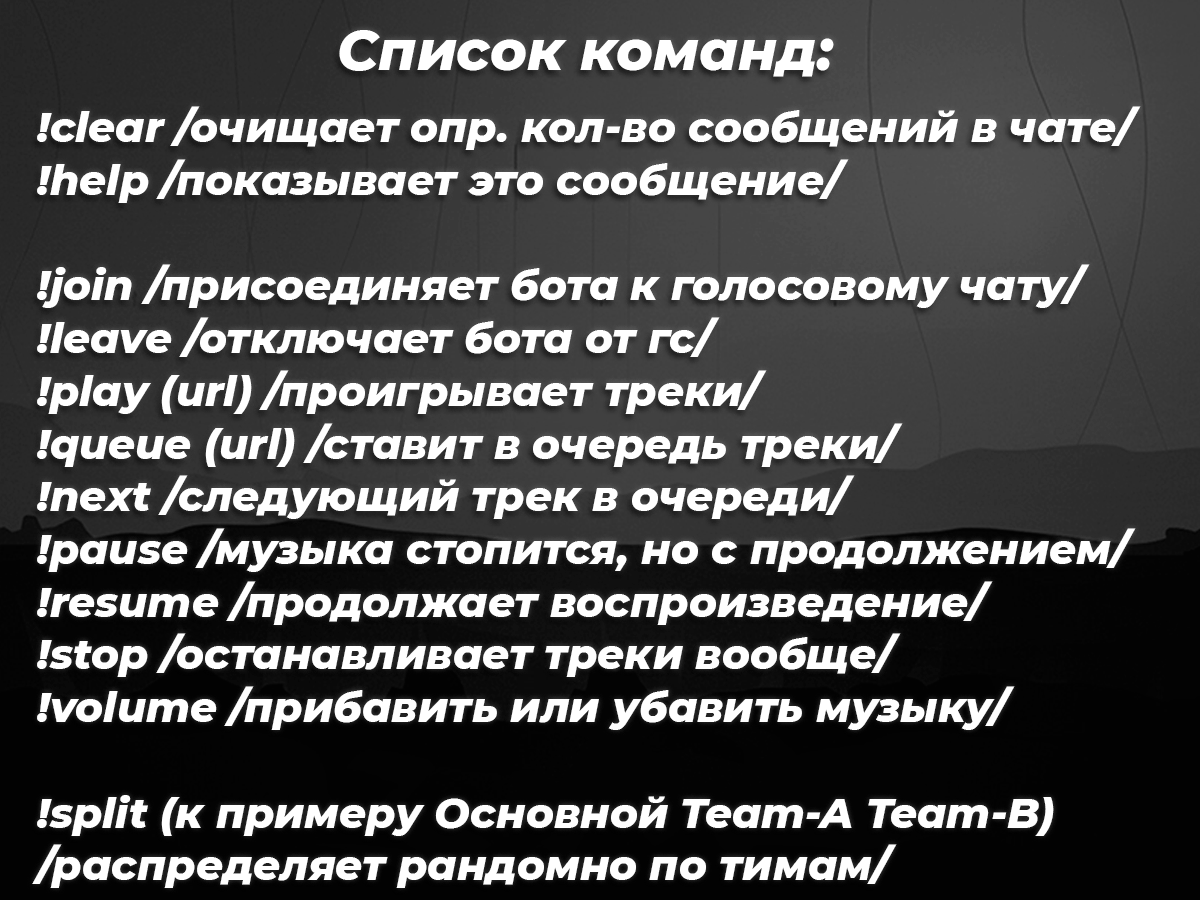 Список команд:
!clear /очищает опр. кол-во сообщений в чате/
!help /показывает это сообщение/
!join /присоединяет бота к голосовому чату/
!leave /отключает бота от гс/
!play (url) /проигрывает треки/
!queue (url) /ставит в очередь треки/
!next /следующий трек в очереди/
!pause /музыка стопится, но с продолжением/
!resume /продолжает воспроизведение/
!stop /останавливает треки вообще/
!volume /прибавить или убавить музыку/
!split (к примеру Основной Team-A Team-B)
/распределяет рандомно по тимам/